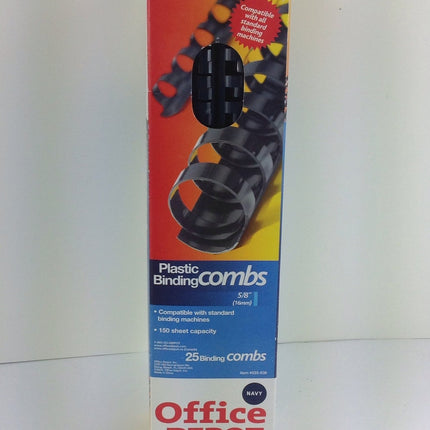 Compatible
with all
standard
binding
machines
Plastic
Binding combs
5/8"
(16mm)
• Compatible with standard
binding machines
• 150 sheet capacity
25 Binding combs
NAVY
Office
DEPOT